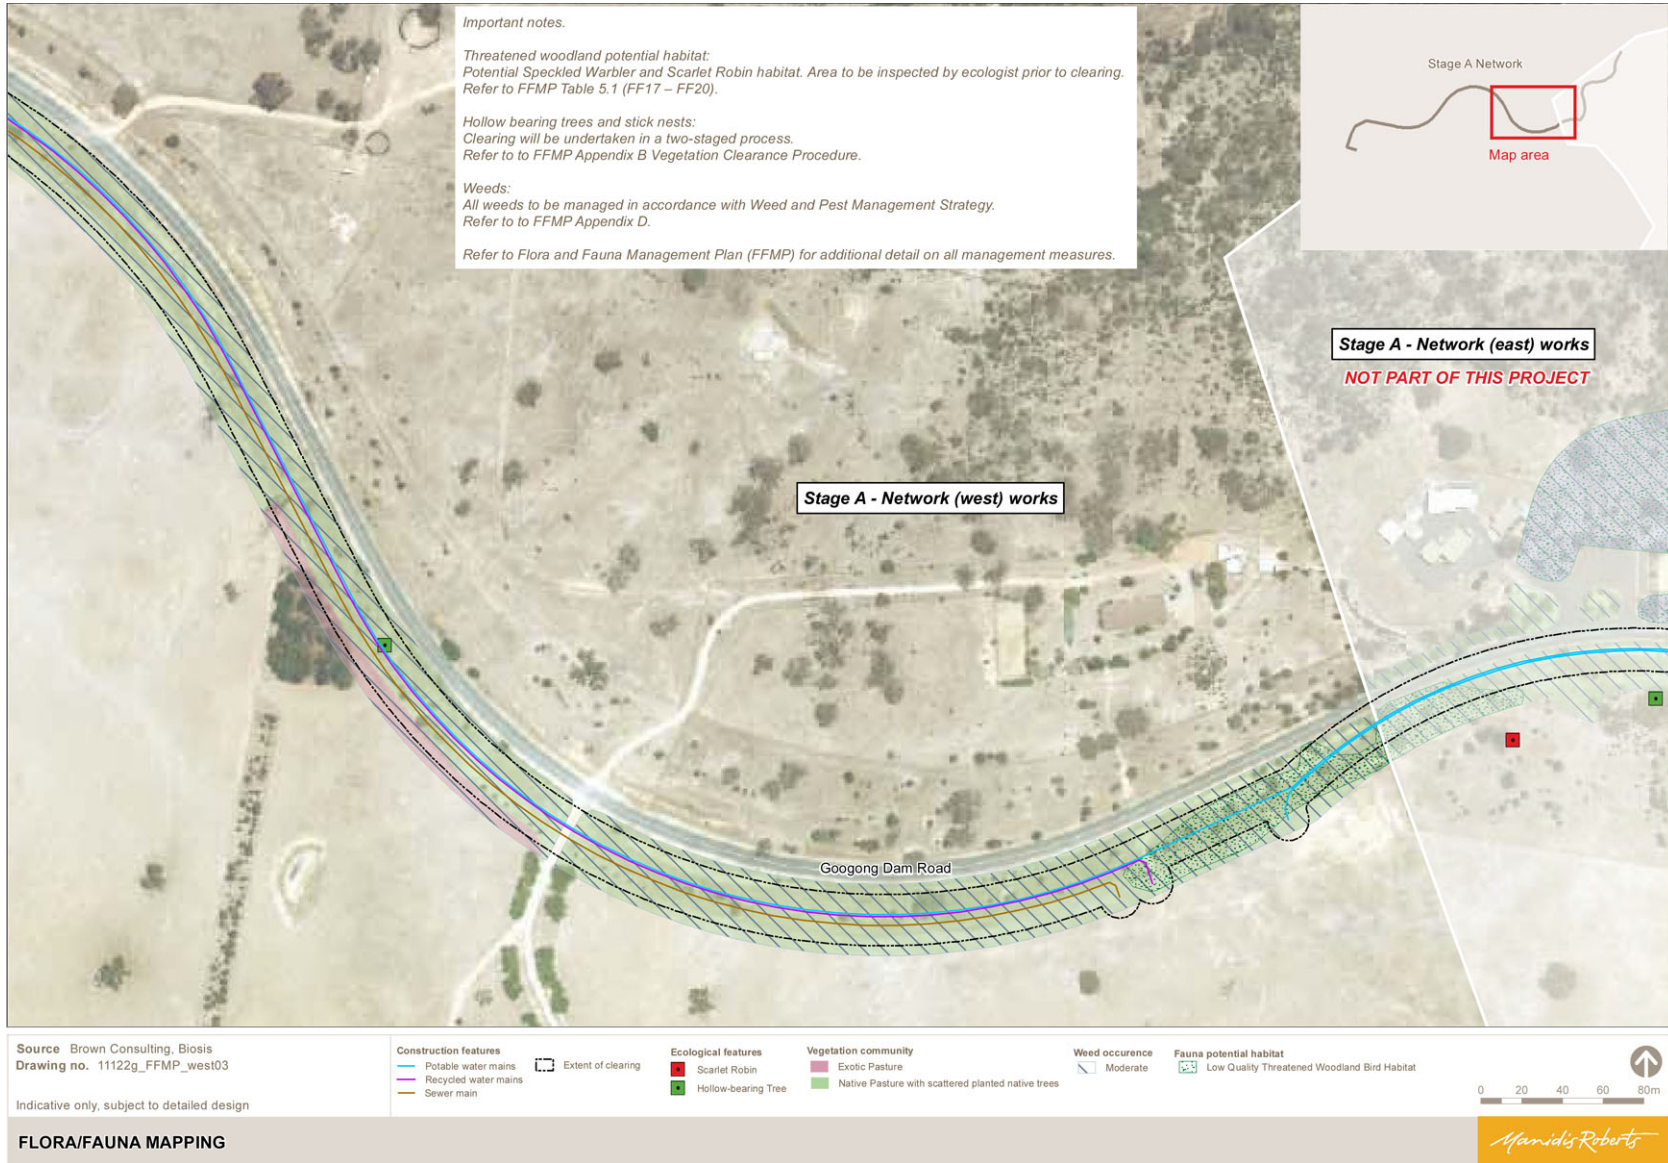 Important notes.
Threatened woodland potential habitat:
Potential Speckled Warbler and Scarlet Robin habitat. Area to be inspected by ecologist prior to clearing.
Refer to FFMP Table 5.1 (FF17 – FF20).
Hollow bearing trees and stick nests:
Clearing will be undertaken in a two-staged process.
Refer to to FFMP Appendix B Vegetation Clearance Procedure.
Weeds:
All weeds to be managed in accordance with Weed and Pest Management Strategy.
Refer to to FFMP Appendix D.
Refer to Flora and Fauna Management Plan (FFMP) for additional detail on all management measures.
Stage A Network
Map area
Stage A - Network (east) works
NOT PART OF THIS PROJECT
Stage A - Network (west) works
Googong Dam Road
Source Brown Consulting, Biosis
Drawing no. 11122g_FFMP_west03
Indicative only, subject to detailed design
Construction features
Potable water mains
Recycled water mains
Sewer main
Extent of clearing
Ecological features
Scarlet Robin
Hollow-bearing Tree
Vegetation community
Exotic Pasture
Native Pasture with scattered planted native trees
Weed occurence
Moderate
Fauna potential habitat
Low Quality Threatened Woodland Bird Habitat
0 20 40 60 80m
FLORA/FAUNA MAPPING
Manidis Roberts